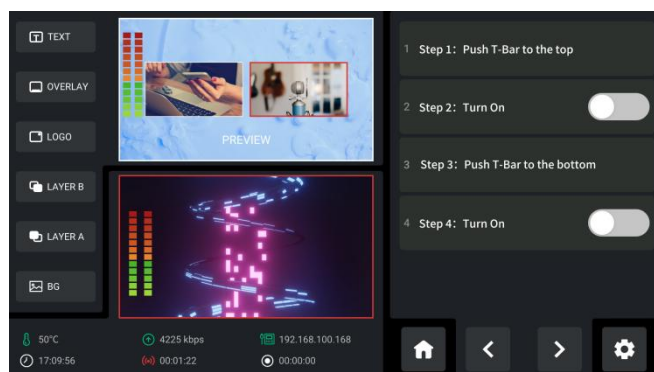 TEXT
OVERLAY
LOGO
LAYER B
LAYER A
BG
PREVIEW
50°C
4225 kbps
192.168.100.168
17:09:56
00:01:22
00:00:00
1 Step 1: Push T-Bar to the top
2 Step 2: Turn On
3 Step 3: Push T-Bar to the bottom
4 Step 4: Turn On